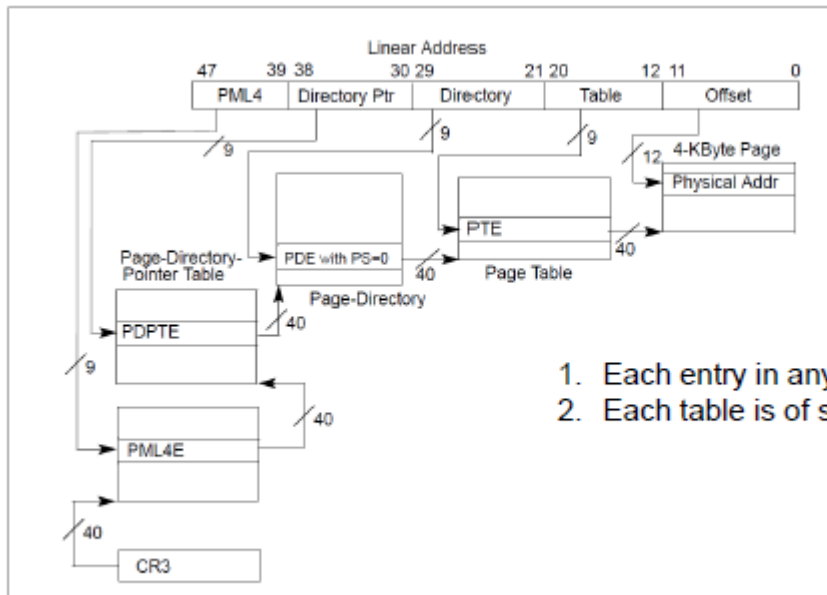 Linear Address
47 39 38 30 29 21 20 12 11 0
PML4 Directory Ptr Directory Table Offset
9 9 9 12 4-KByte Page
Physical Addr
PTE
Page-Directory-
Pointer Table
PDE with PS=0 40 40
Page Table
Page-Directory
PDPTE 40
9
1. Each entry in any
2. Each table is of s
40
PML4E
40
CR3